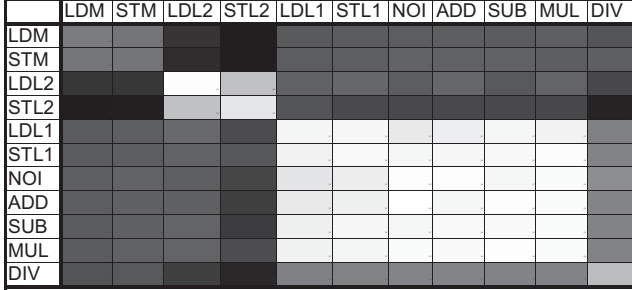 LDM STM LDL2 STL2 LDL1 STL1 NOI ADD SUB MUL DIV
LDM
STM
LDL2
STL2
LDL1
STL1
NOI
ADD
SUB
MUL
DIV